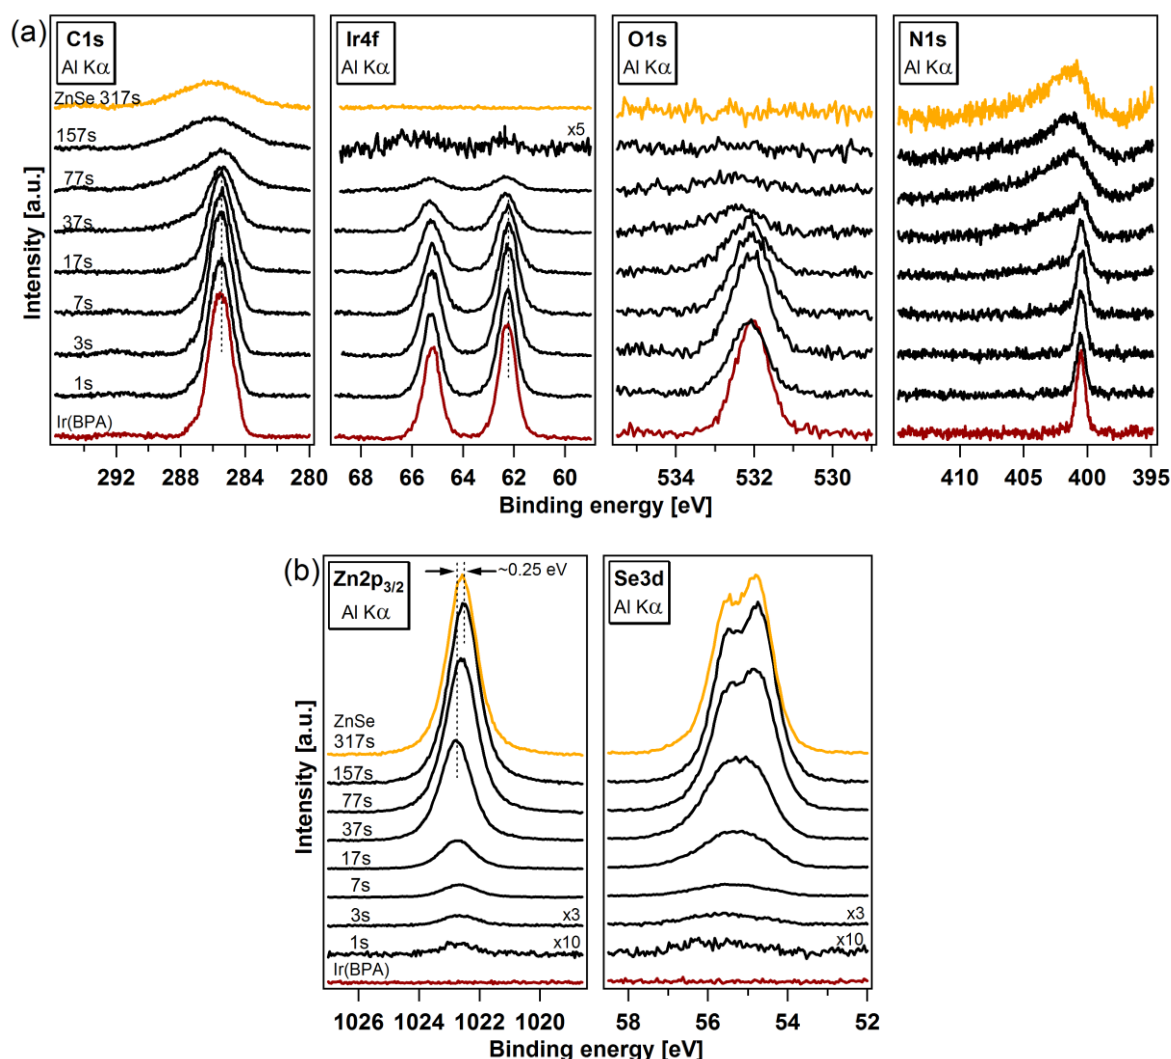 (a)
C1s
Al Kα
ZnSe 317s
157s
77s
37s
17s
7s
3s
1s
Ir(BPA)
292 288 284 280
Ir4f
Al Kα
x5
68 66 64 62 60
O1s
Al Kα
534 532 530
N1s
Al Kα
410 405 400 395
Intensity [a.u.]
Binding energy [eV]
(b)
Zn2p3/2
Al Kα
~0.25 eV
ZnSe
317s
157s
77s
37s
17s
7s
3s
x3
1s
x10
Ir(BPA)
1026 1024 1022 1020
Se3d
Al Kα
x3
x10
58 56 54 52
Intensity [a.u.]
Binding energy [eV]